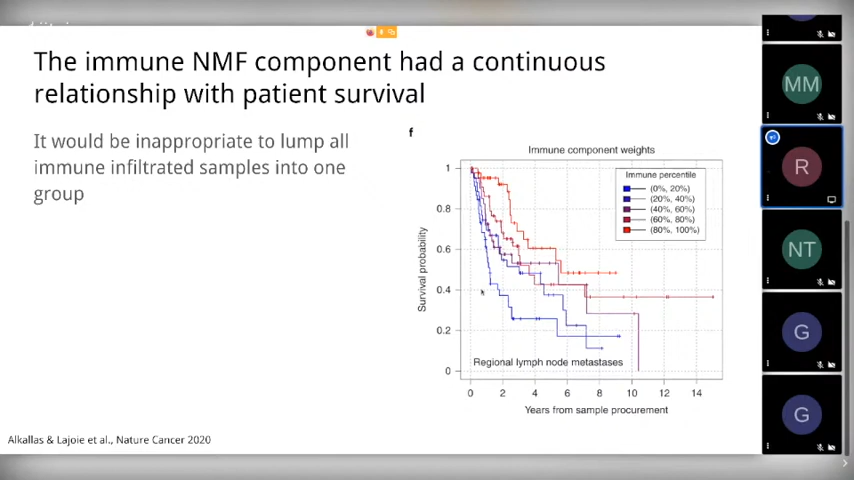 The immune NMF component had a continuous
relationship with patient survival
It would be inappropriate to lump all
immune infiltrated samples into one
group
f
Immune component weights
Immune percentile
(0%, 20%)
(20%, 40%)
(40%, 60%)
(60%, 80%)
(80%, 100%)
Survival probability
1
0.8
0.6
0.4
0.2
0
Regional lymph node metastases
0 2 4 6 8 10 12 14
Years from sample procurement
Alkallas & Lajoie et al., Nature Cancer 2020
MM
R
NT
G
G